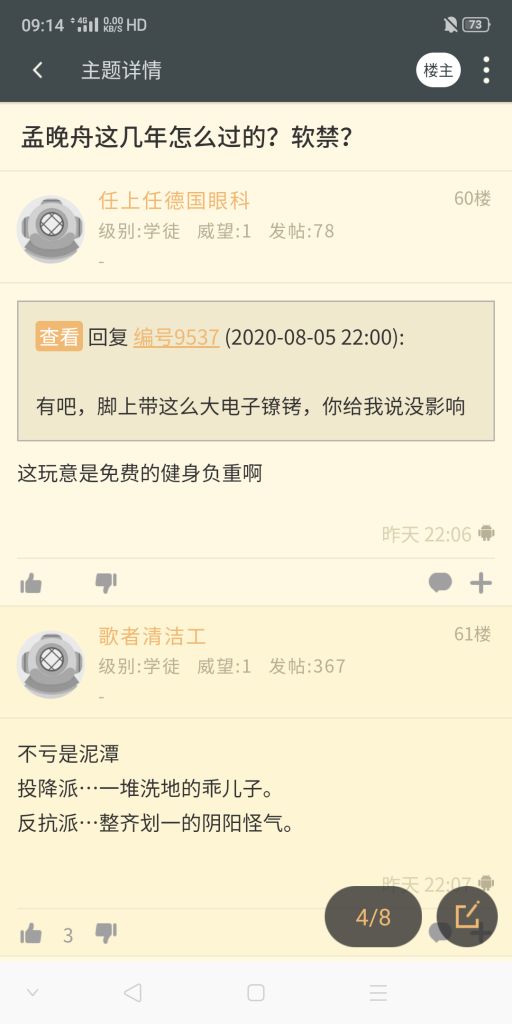 09:14 4G 0.00 KB/S HD 73
主题详情 楼主
孟晚舟这几年怎么过的？软禁？
任上任德国眼科 60楼
级别:学徒 威望:1 发帖:78
-
查看 回复 编号9537 (2020-08-05 22:00):
有吧，脚上带这么大电子镣铐，你给我说没影响
这玩意是免费的健身负重啊
昨天 22:06
歌者清洁工 61楼
级别:学徒 威望:1 发帖:367
-
不亏是泥潭
投降派…一堆洗地的乖儿子。
反抗派…整齐划一的阴阳怪气。
昨天 22:07
4/8
3